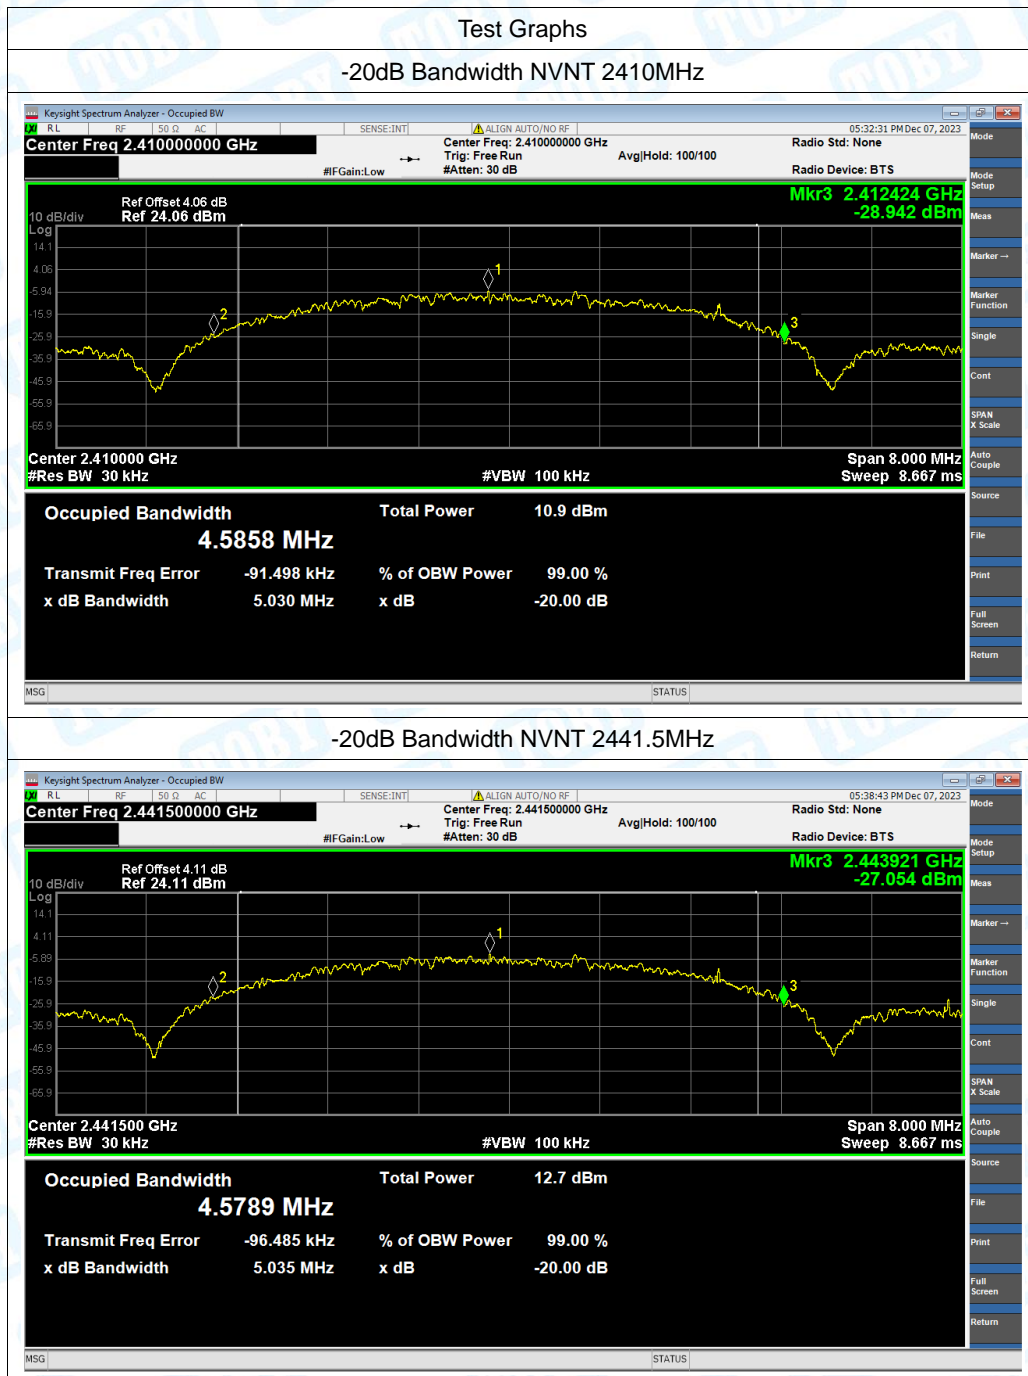 Test Graphs
-20dB Bandwidth NVNT 2410MHz
Keysight Spectrum Analyzer - Occupied BW
LXI RL RF 50 Ω AC SENSE:INT ALIGN AUTO/NO RF 05:32:31 PM Dec 07, 2023
Center Freq 2.410000000 GHz
Center Freq: 2.410000000 GHz
Radio Std: None
Trig: Free Run
Avg|Hold: 100/100
#IFGain:Low
#Atten: 30 dB
Radio Device: BTS
Mkr3 2.412424 GHz
-28.942 dBm
Ref Offset 4.06 dB
10 dB/div
Ref 24.06 dBm
Log
14.1
4.06
-5.94
-15.9
-25.9
-35.9
-45.9
-55.9
-65.9
1
2
3
Center 2.410000 GHz
Span 8.000 MHz
#Res BW 30 kHz
#VBW 100 kHz
Sweep 8.667 ms
Occupied Bandwidth
Total Power 10.9 dBm
4.5858 MHz
Transmit Freq Error -91.498 kHz
% of OBW Power 99.00 %
x dB Bandwidth 5.030 MHz
x dB -20.00 dB
MSG
STATUS
Mode
Mode Setup
Meas
Marker→
Marker Function
Single
Cont
SPAN X Scale
Auto Couple
Source
File
Print
Full Screen
Return
-20dB Bandwidth NVNT 2441.5MHz
Keysight Spectrum Analyzer - Occupied BW
LXI RL RF 50 Ω AC SENSE:INT ALIGN AUTO/NO RF 05:38:43 PM Dec 07, 2023
Center Freq 2.441500000 GHz
Center Freq: 2.441500000 GHz
Radio Std: None
Trig: Free Run
Avg|Hold: 100/100
#IFGain:Low
#Atten: 30 dB
Radio Device: BTS
Mkr3 2.443921 GHz
-27.054 dBm
Ref Offset 4.11 dB
10 dB/div
Ref 24.11 dBm
Log
14.1
4.11
-5.89
-15.9
-25.9
-35.9
-45.9
-55.9
-65.9
1
2
3
Center 2.441500 GHz
Span 8.000 MHz
#Res BW 30 kHz
#VBW 100 kHz
Sweep 8.667 ms
Occupied Bandwidth
Total Power 12.7 dBm
4.5789 MHz
Transmit Freq Error -96.485 kHz
% of OBW Power 99.00 %
x dB Bandwidth 5.035 MHz
x dB -20.00 dB
MSG
STATUS
Mode
Mode Setup
Meas
Marker→
Marker Function
Single
Cont
SPAN X Scale
Auto Couple
Source
File
Print
Full Screen
Return
TOBY